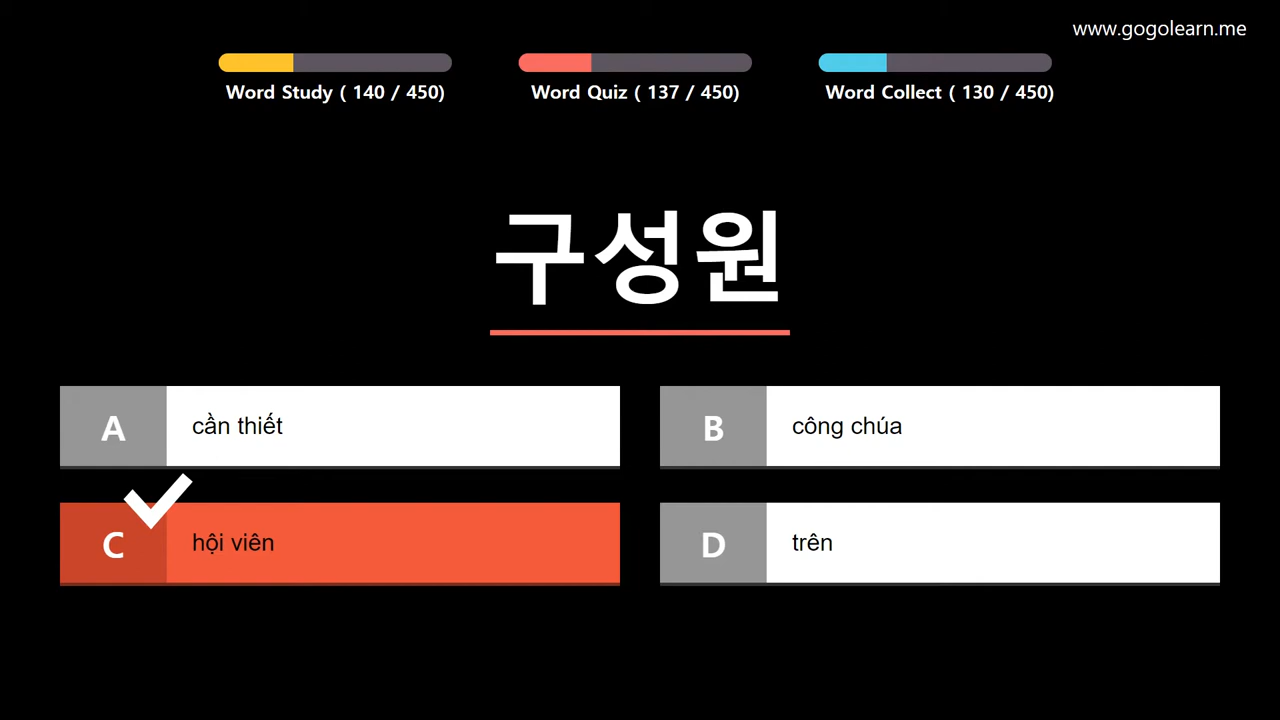 www.gogolearn.me
Word Study ( 140 / 450)
Word Quiz ( 137 / 450)
Word Collect ( 130 / 450)
구성원
A cần thiết
B công chúa
C hội viên
D trên